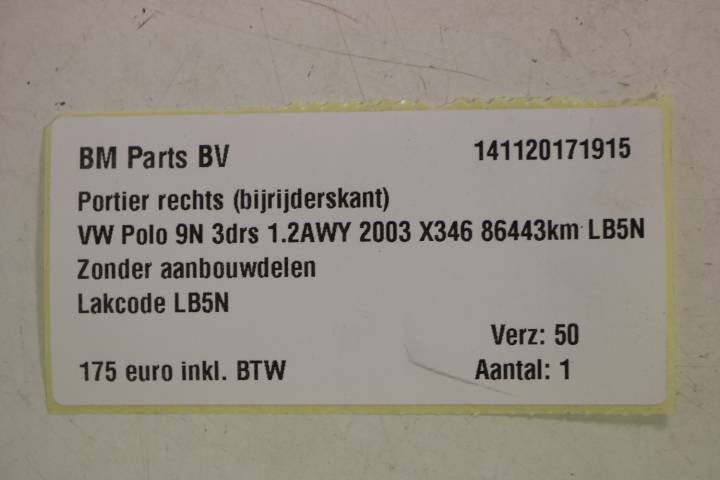 BM Parts BV 141120171915
Portier rechts (bijrijderskant)
VW Polo 9N 3drs 1.2AWY 2003 X346 86443km LB5N
Zonder aanbouwdelen
Lakcode LB5N
Verz: 50
175 euro inkl. BTW Aantal: 1